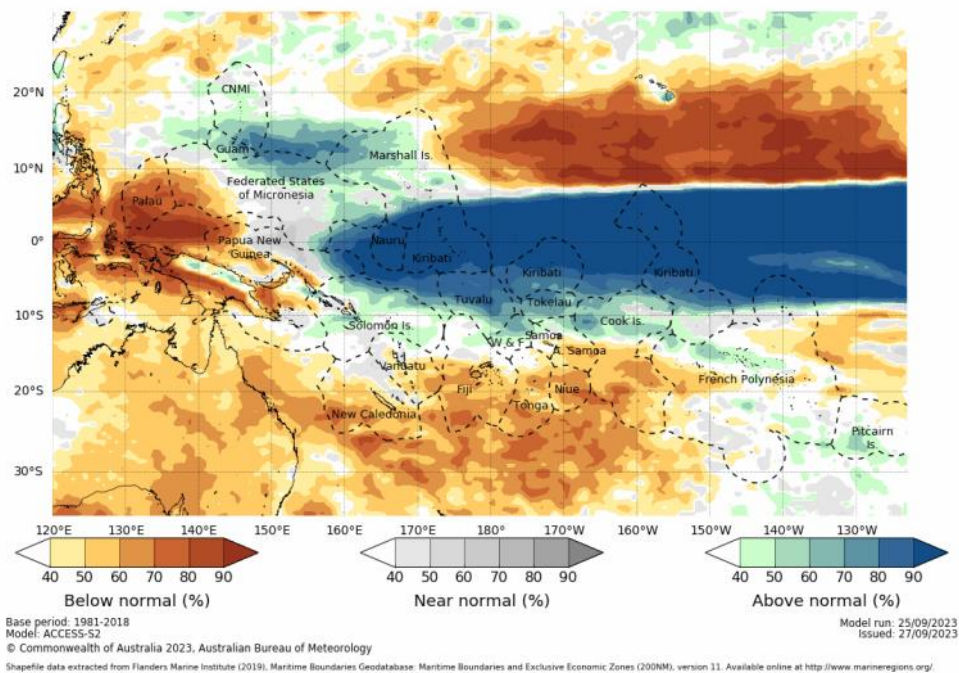 20°N
CNMI
Guam
Marshall Is.
10°N
Federated States
of Micronesia
Palau
0°
Papua New
Guinea
Nauru
Kiribati
Kiribati
Kiribati
Tuvalu
Tokelau
10°S
Solomon Is.
Cook Is.
W & F
Samoa
A. Samoa
Vanuatu
20°S
Fiji
Niue
French Polynesia
New Caledonia
Tonga
Pitcairn
Is.
30°S
120°E 130°E 140°E 150°E 160°E 170°E 180° 170°W 160°W 150°W 140°W 130°W
40 50 60 70 80 90
Below normal (%)
40 50 60 70 80 90
Near normal (%)
40 50 60 70 80 90
Above normal (%)
Base period: 1981-2018
Model: ACCESS-S2
© Commonwealth of Australia 2023, Australian Bureau of Meteorology
Model run: 25/09/2023
Issued: 27/09/2023
Shapefile data extracted from Flanders Marine Institute (2019), Maritime Boundaries Geodatabase: Maritime Boundaries and Exclusive Economic Zones (200NM), version 11. Available online at http://www.marineregions.org/.